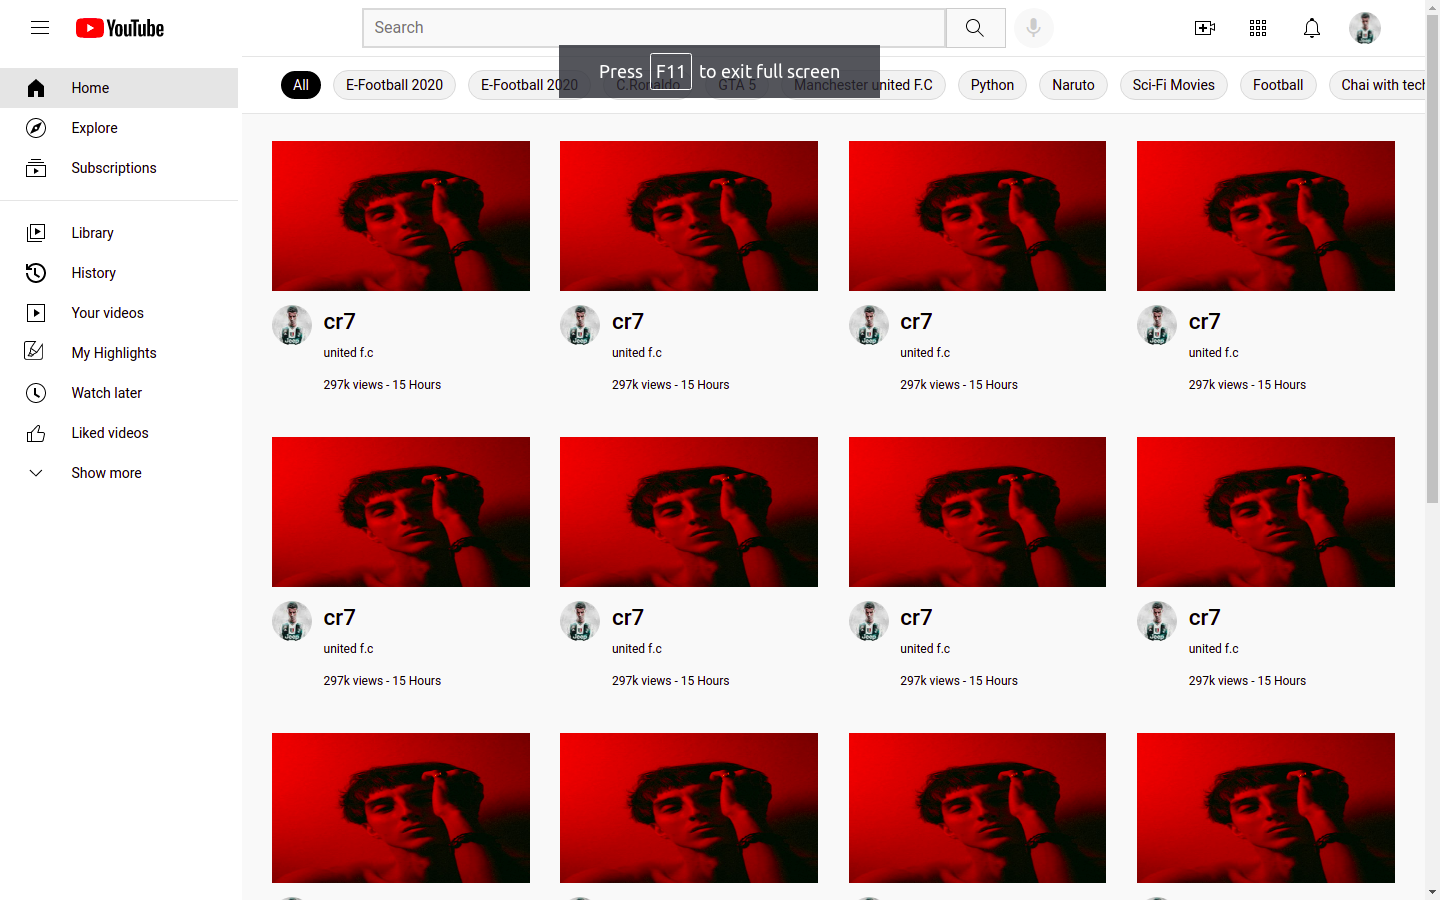 YouTube
Search
Press F11 to exit full screen
All
E-Football 2020
E-Football 2020
C.Ronaldo
GTA 5
Manchester united F.C
Python
Naruto
Sci-Fi Movies
Football
Chai with tech
Home
Explore
Subscriptions
Library
History
Your videos
My Highlights
Watch later
Liked videos
Show more
cr7
united f.c
297k views - 15 Hours
cr7
united f.c
297k views - 15 Hours
cr7
united f.c
297k views - 15 Hours
cr7
united f.c
297k views - 15 Hours
cr7
united f.c
297k views - 15 Hours
cr7
united f.c
297k views - 15 Hours
cr7
united f.c
297k views - 15 Hours
cr7
united f.c
297k views - 15 Hours